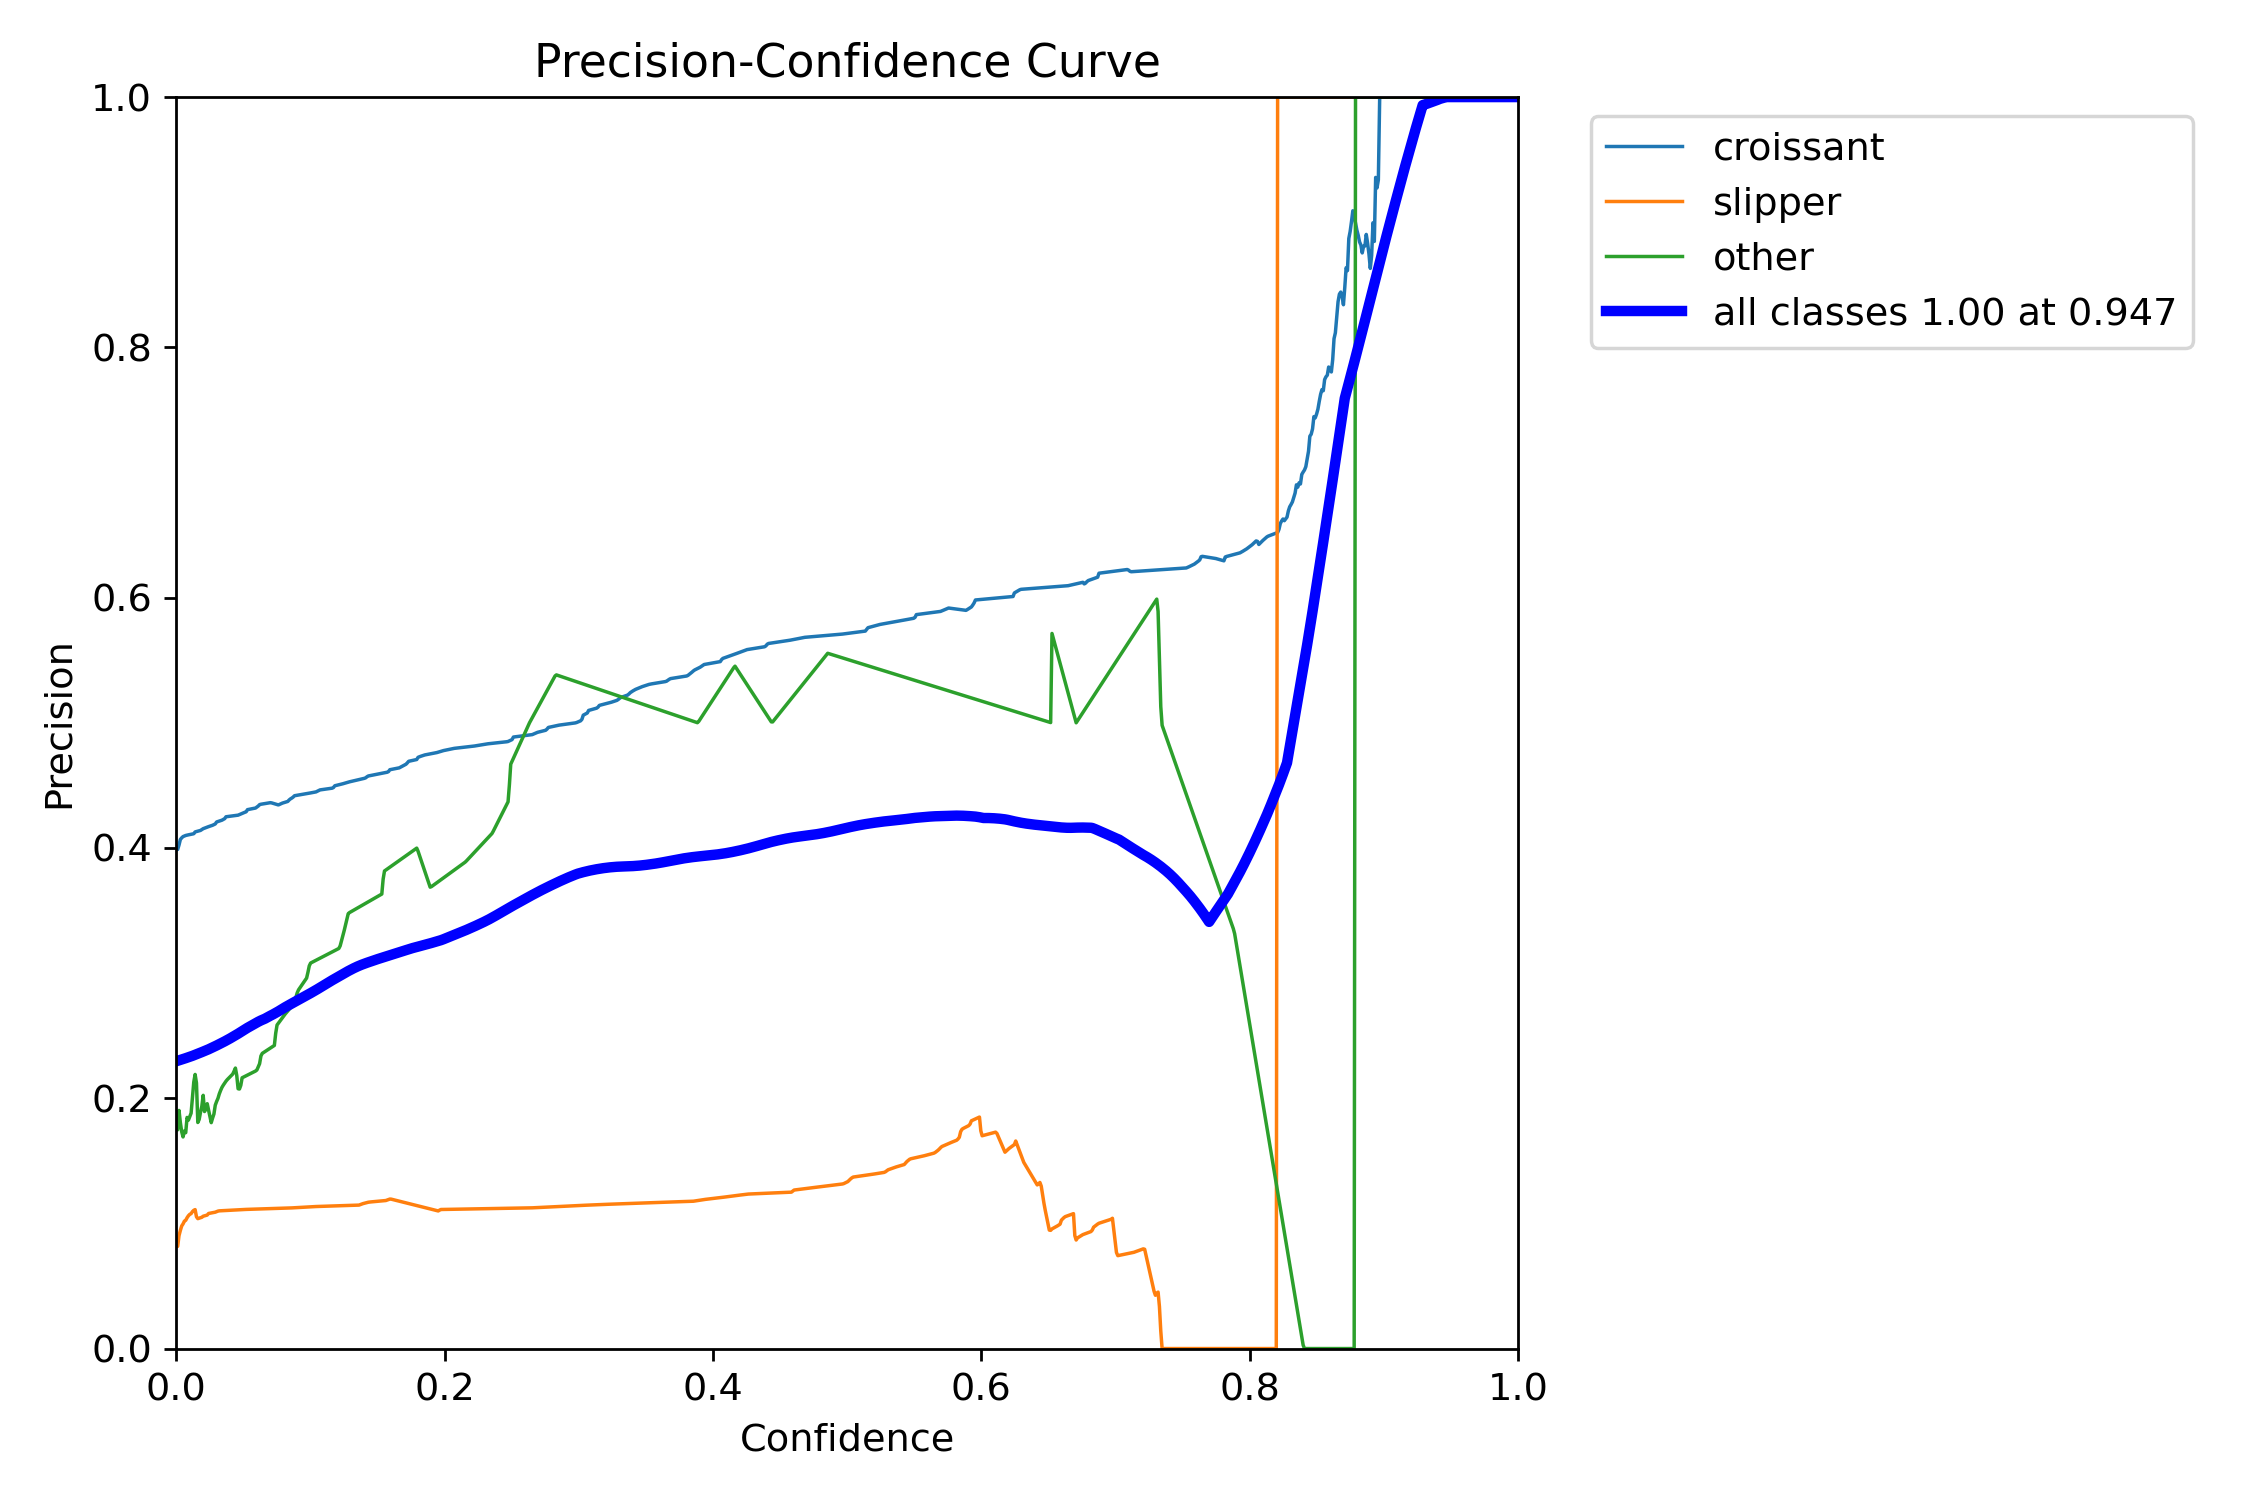 Precision-Confidence Curve
1.0
0.8
0.6
0.4
0.2
0.0
Precision
0.0 0.2 0.4 0.6 0.8 1.0
Confidence
croissant
slipper
other
all classes 1.00 at 0.947